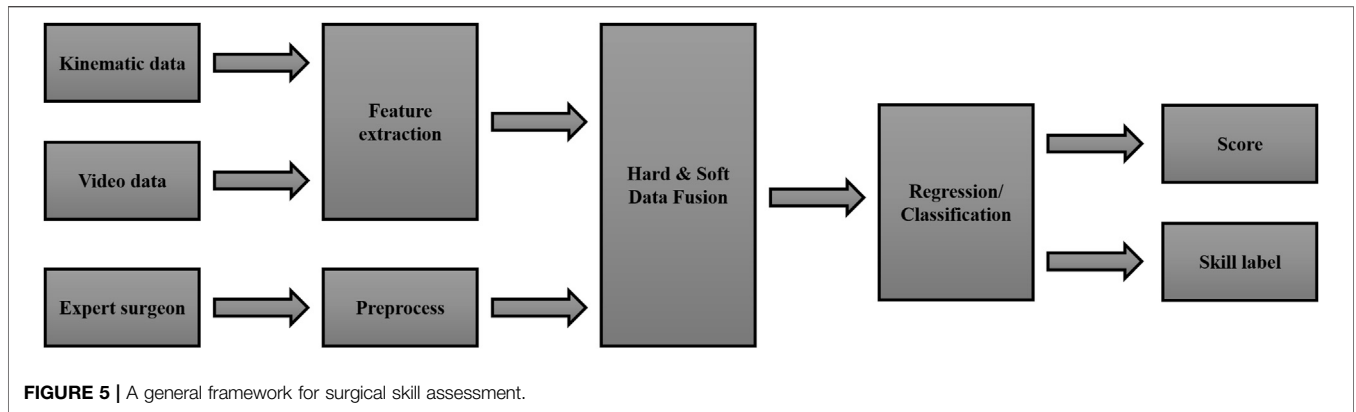 Kinematic data
Video data
Expert surgeon
Feature
extraction
Preprocess
Hard & Soft
Data Fusion
Regression/
Classification
Score
Skill label
FIGURE 5 | A general framework for surgical skill assessment.